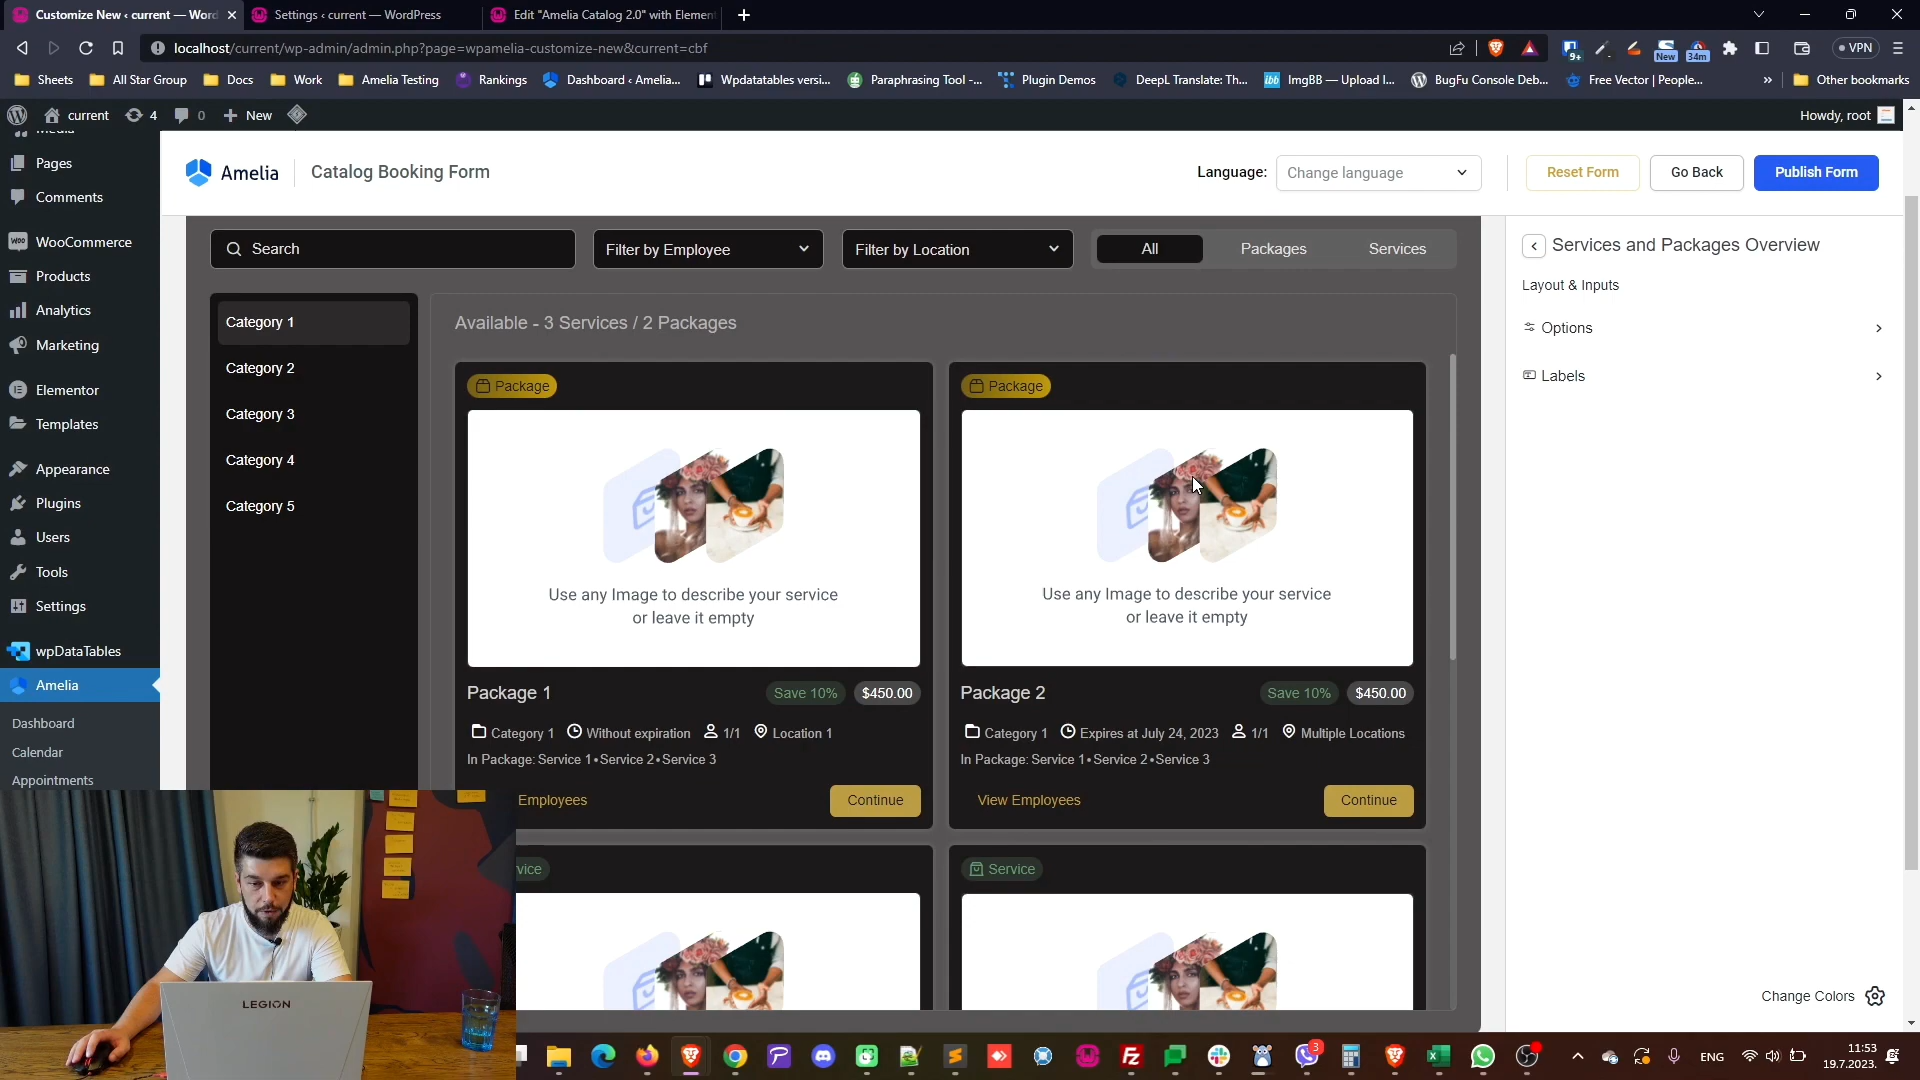 Customize New ‹ current — Word
Settings ‹ current — WordPress
Edit "Amelia Catalog 2.0" with Element
localhost/current/wp-admin/admin.php?page=wpamelia-customize-new&current=cbf
9+
New
34m
VPN
Sheets
All Star Group
Docs
Work
Amelia Testing
Rankings
Dashboard ‹ Amelia...
Wpdatatables versi...
Paraphrasing Tool -...
Plugin Demos
DeepL Translate: Th...
ImgBB — Upload I...
BugFu Console Deb...
Free Vector | People...
»
Other bookmarks
current
4
0
New
Howdy, root
Media
Pages
Comments
WooCommerce
Products
Analytics
Marketing
Elementor
Templates
Appearance
Plugins
Users
Tools
Settings
wpDataTables
Amelia
Dashboard
Calendar
Appointments
Amelia
Catalog Booking Form
Language:
Change language
Reset Form
Go Back
Publish Form
Search
Filter by Employee
Filter by Location
All
Packages
Services
Category 1
Category 2
Category 3
Category 4
Category 5
Available - 3 Services / 2 Packages
Package
Use any Image to describe your service
or leave it empty
Package 1
Save 10%
$450.00
Category 1
Without expiration
1/1
Location 1
In Package: Service 1•Service 2•Service 3
Employees
Continue
Package
Use any Image to describe your service
or leave it empty
Package 2
Save 10%
$450.00
Category 1
Expires at July 24, 2023
1/1
Multiple Locations
In Package: Service 1•Service 2•Service 3
View Employees
Continue
vice
Service
Services and Packages Overview
Layout & Inputs
Options
Labels
Change Colors
LEGION
3
ENG
11:53
19.7.2023.